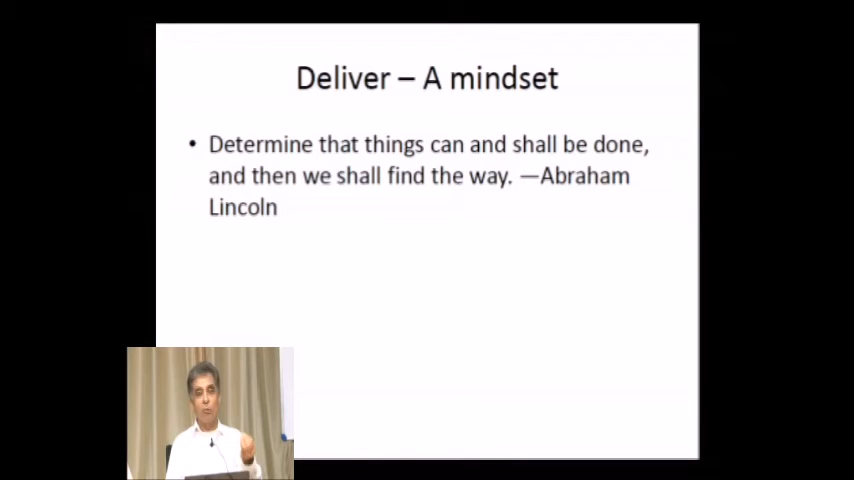 Deliver – A mindset
• Determine that things can and shall be done,
and then we shall find the way. —Abraham
Lincoln